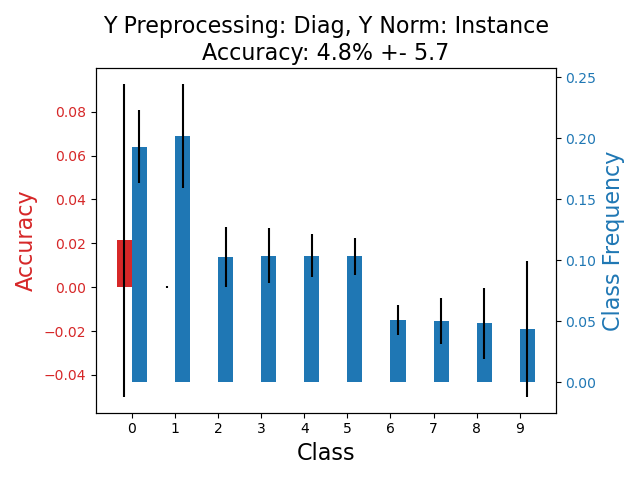 Y Preprocessing: Diag, Y Norm: Instance
Accuracy: 4.8% +- 5.7
0.08
0.06
0.04
0.02
0.00
−0.02
−0.04
Accuracy
0.25
0.20
0.15
0.10
0.05
0.00
Class Frequency
0 1 2 3 4 5 6 7 8 9
Class